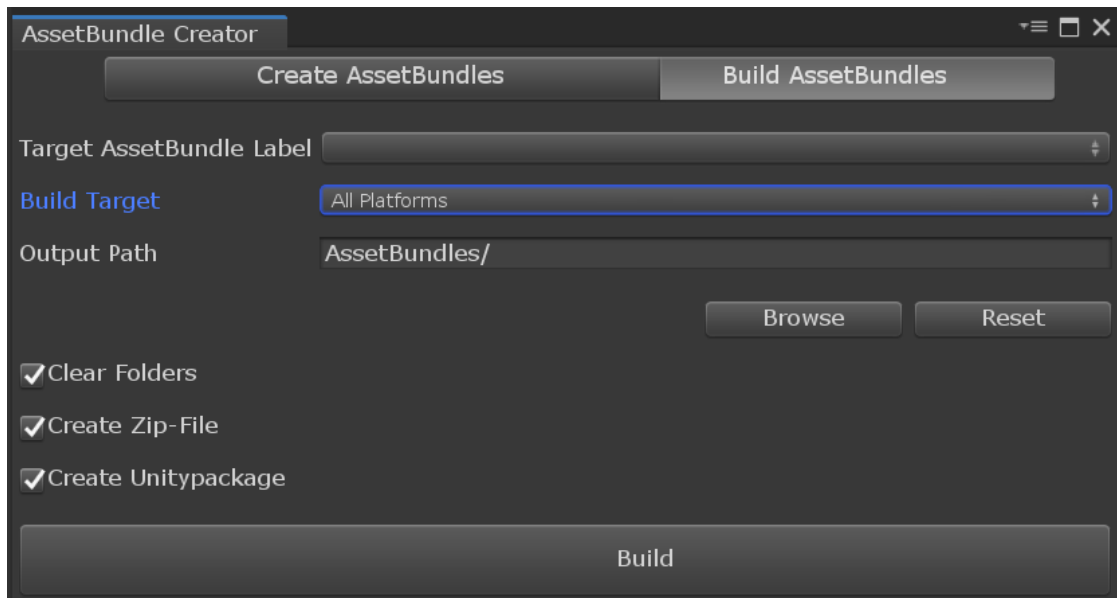 AssetBundle Creator
Create AssetBundles Build AssetBundles
Target AssetBundle Label
Build Target All Platforms
Output Path AssetBundles/
Browse Reset
Clear Folders
Create Zip-File
Create Unitypackage
Build